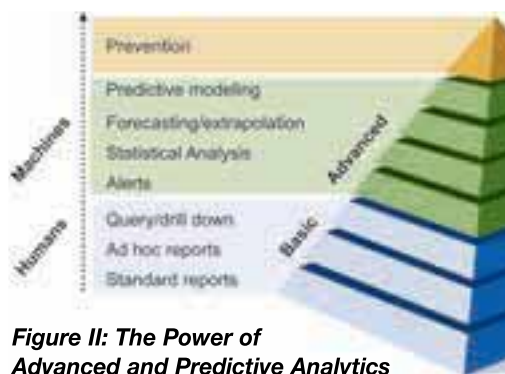 Prevention
Predictive modeling
Forecasting/extrapolation
Statistical Analysis
Alerts
Query/drill down
Ad hoc reports
Standard reports
Machines
Humans
Advanced
Basic
Figure II: The Power of
Advanced and Predictive Analytics